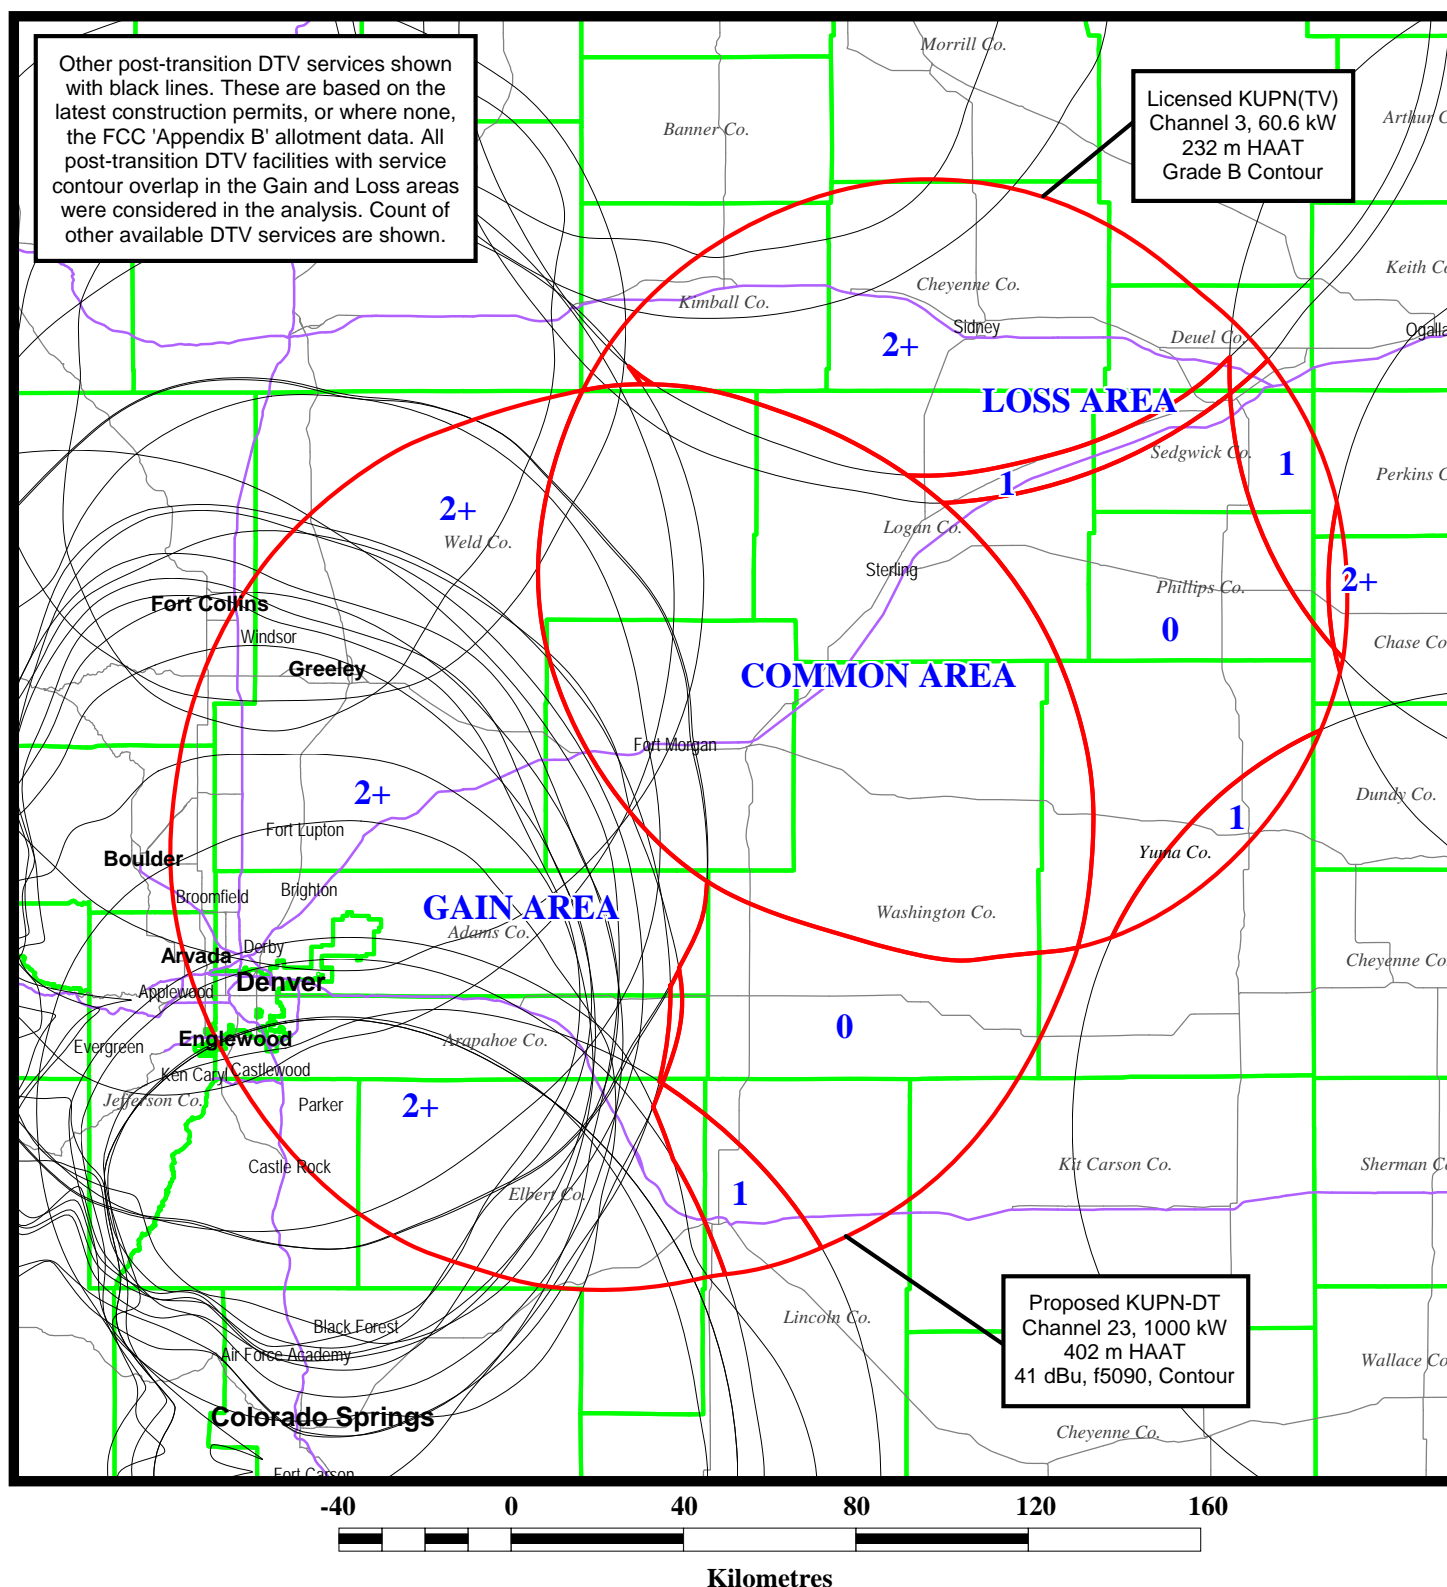 Other post-transition DTV services shown
with black lines. These are based on the
latest construction permits, or where none,
the FCC 'Appendix B' allotment data. All
post-transition DTV facilities with service
contour overlap in the Gain and Loss areas
were considered in the analysis. Count of
other available DTV services are shown.
Morrill Co.
Licensed KUPN(TV)
Channel 3, 60.6 kW
232 m HAAT
Grade B Contour
Banner Co.
Arthur C
Keith Co
Kimball Co.
Cheyenne Co.
Sidney
2+
Deuel Co.
Ogalla
LOSS AREA
Sedgwick Co.
1
1
Perkins C
2+
Weld Co.
Logan Co.
Sterling
Phillips Co.
2+
0
Chase Co
Fort Collins
Windsor
Greeley
COMMON AREA
Fort Morgan
2+
Fort Lupton
Dundy Co.
1
Yuma Co.
Boulder
Broomfield
Brighton
GAIN AREA
Adams Co.
Washington Co.
Arvada
Derby
Denver
Applewood
Cheyenne Co
Englewood
Evergreen
Arapahoe Co.
0
Ken Caryl
Castlewood
Jefferson Co.
Parker
2+
Castle Rock
Elbert Co.
1
Kit Carson Co.
Sherman Co
Lincoln Co.
Proposed KUPN-DT
Channel 23, 1000 kW
402 m HAAT
41 dBu, f5090, Contour
Black Forest
Air Force Academy
Wallace Co
Colorado Springs
Cheyenne Co.
Fort Carson
-40 0 40 80 120 160
Kilometres